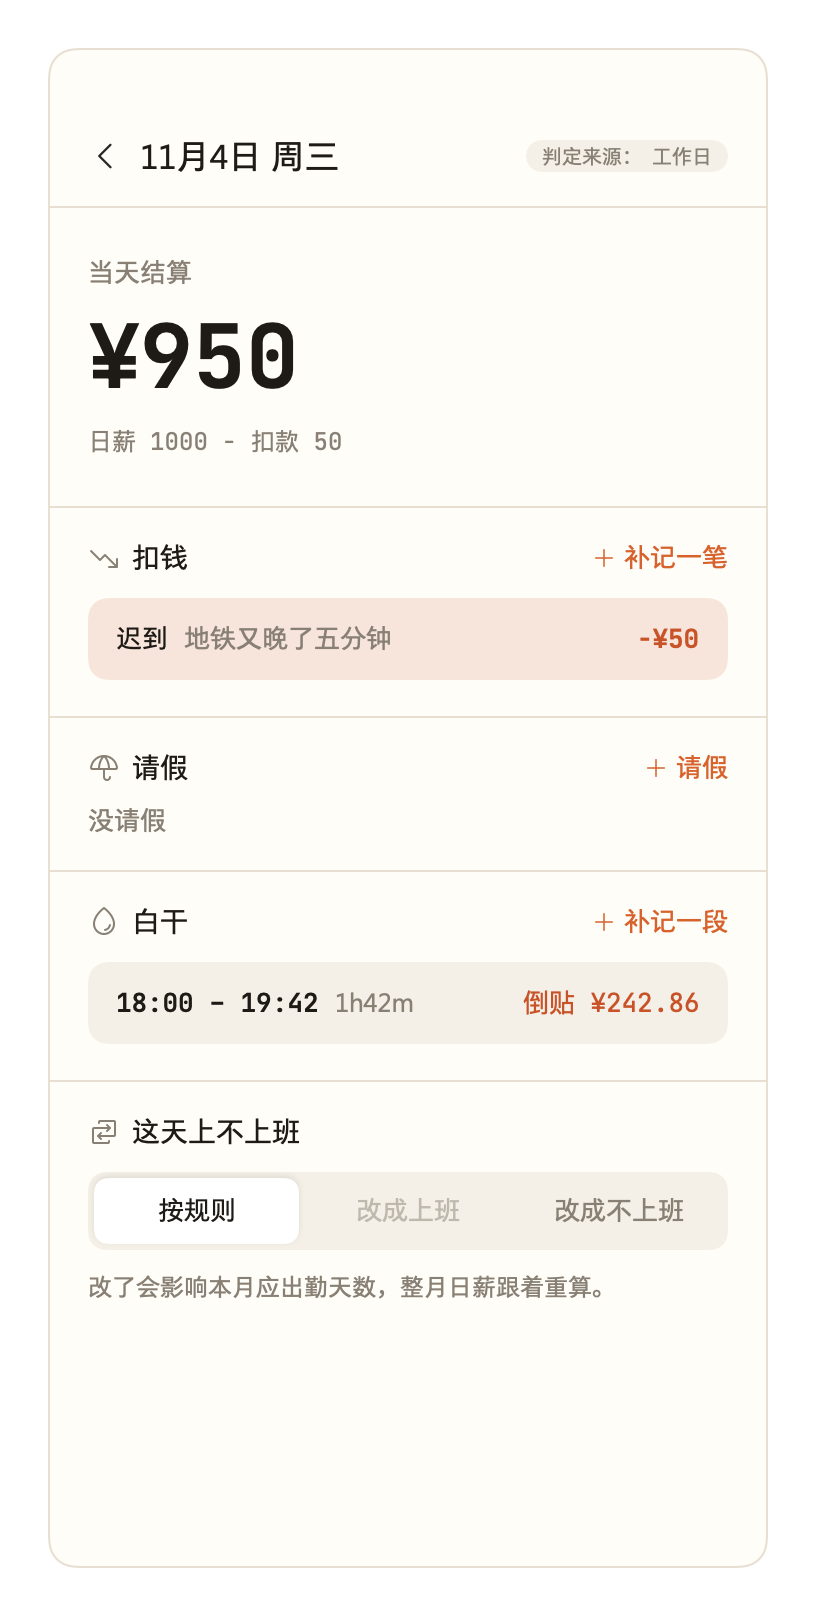 11月4日 周三
判定来源： 工作日
当天结算
¥950
日薪 1000 - 扣款 50
扣钱
+ 补记一笔
迟到 地铁又晚了五分钟
-¥50
请假
+ 请假
没请假
白干
+ 补记一段
18:00 – 19:42 1h42m
倒贴 ¥242.86
这天上不上班
按规则
改成上班
改成不上班
改了会影响本月应出勤天数，整月日薪跟着重算。